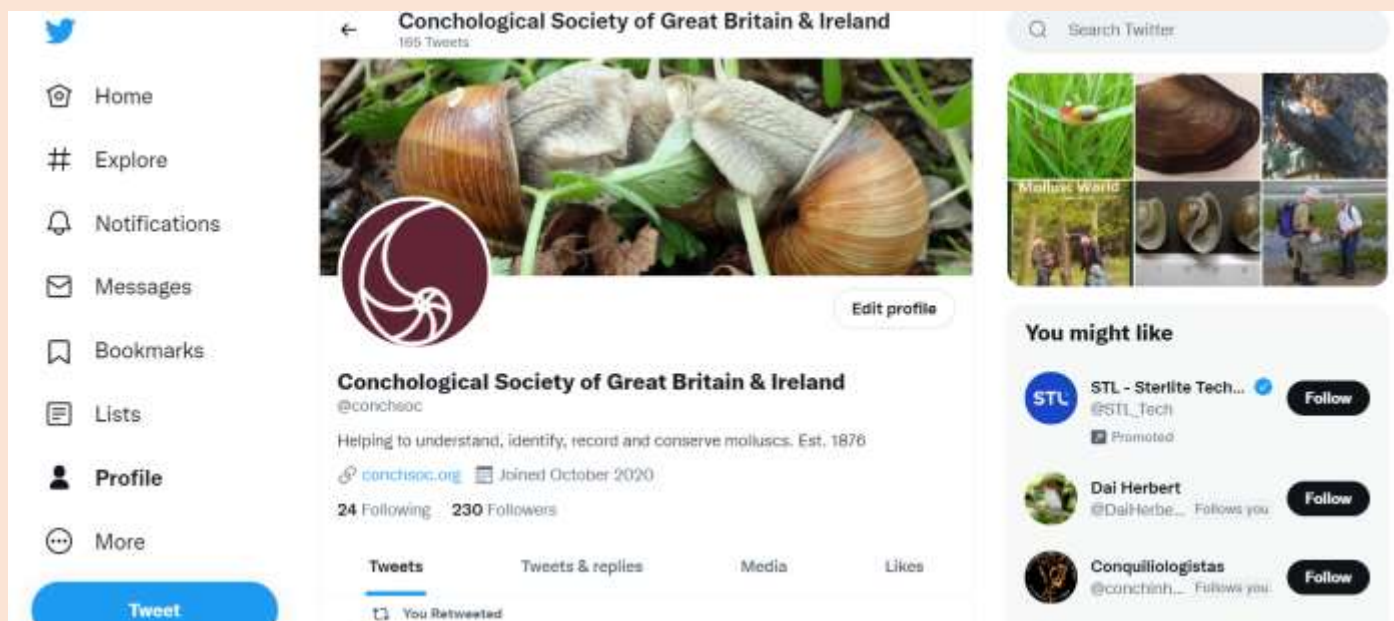 Home
Explore
Notifications
Messages
Bookmarks
Lists
Profile
More
Tweet
Conchological Society of Great Britain & Ireland
165 Tweets
Edit profile
Conchological Society of Great Britain & Ireland
@conchsoc
Helping to understand, identify, record and conserve molluscs. Est. 1876
conchsoc.org Joined October 2020
24 Following 230 Followers
Tweets Tweets & replies Media Likes
You Retweeted
Search Twitter
Mollusc World
You might like
STL
STL - Sterlite Tech...
@STL_Tech
Promoted
Follow
Dai Herbert
@DaiHerbe... Follows you
Follow
Conquiliologistas
@conchinh... Follows you
Follow